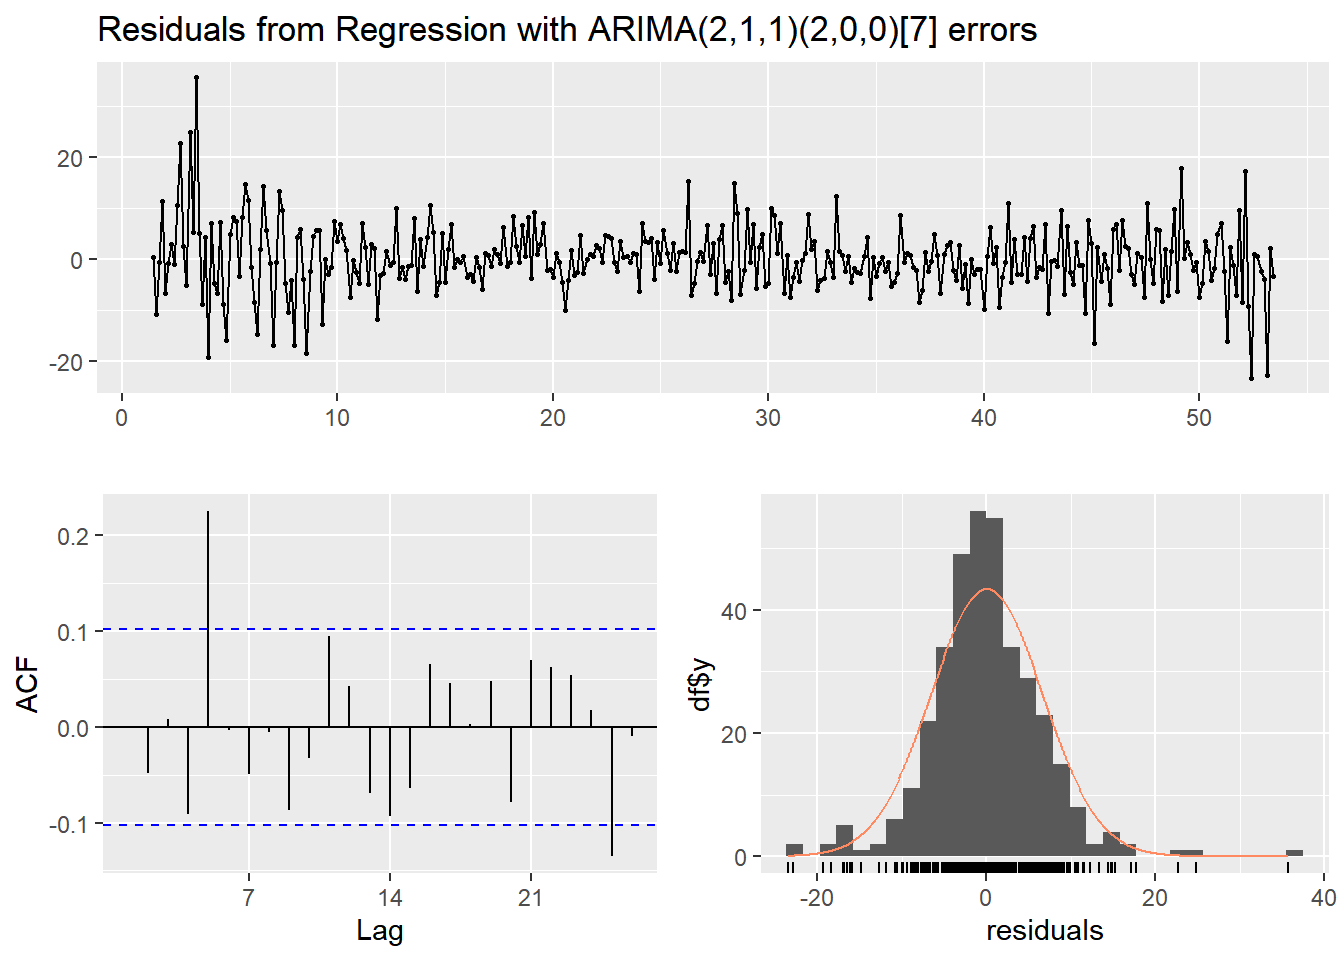 Residuals from Regression with ARIMA(2,1,1)(2,0,0)[7] errors
20
0
-20
0 10 20 30 40 50
0.2
0.1
0.0
-0.1
ACF
7 14 21
Lag
40
20
0
df$y
-20 0 20 40
residuals